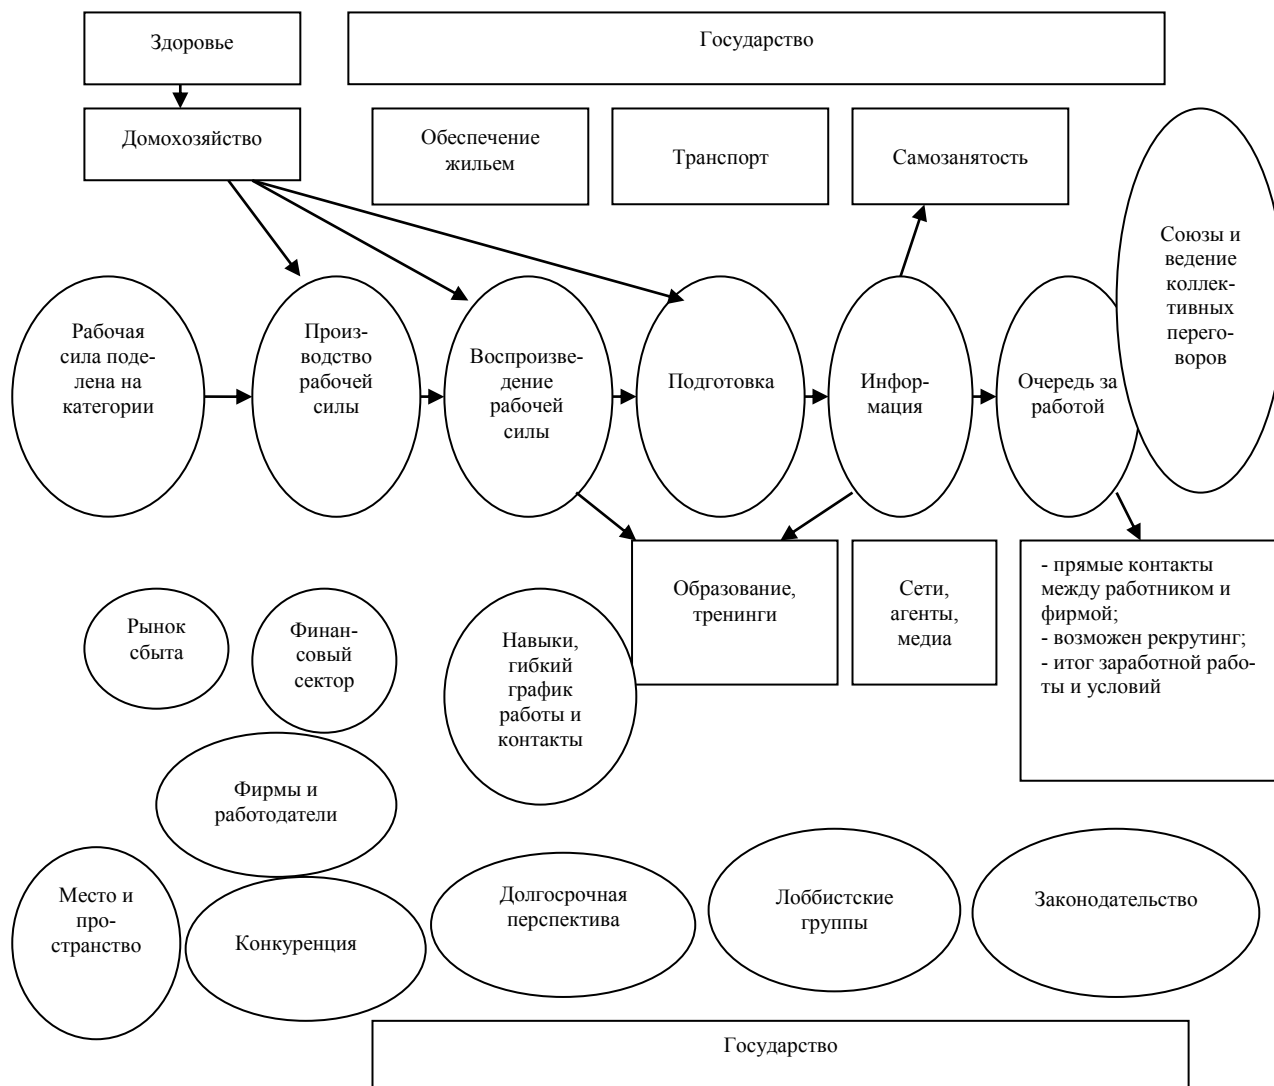 Здоровье
Государство
Домохозяйство
Обеспечение
жильем
Транспорт
Самозанятость
Союзы и
ведение
коллек-
тивных
перего-
воров
Рабочая
сила поде-
лена на
категории
Произ-
водство
рабочей
силы
Воспроизве-
дение
рабочей
силы
Подготовка
Инфор-
мация
Очередь за
работой
Образование,
тренинги
Сети,
агенты,
медиа
- прямые контакты
между работником и
фирмой;
- возможен рекрутинг;
- итог заработной рабо-
ты и условий
Рынок
сбыта
Финан-
совый
сектор
Навыки,
гибкий
график
работы и
контакты
Фирмы и
работодатели
Место и
про-
странство
Конкуренция
Долгосрочная
перспектива
Лоббистские
группы
Законодательство
Государство